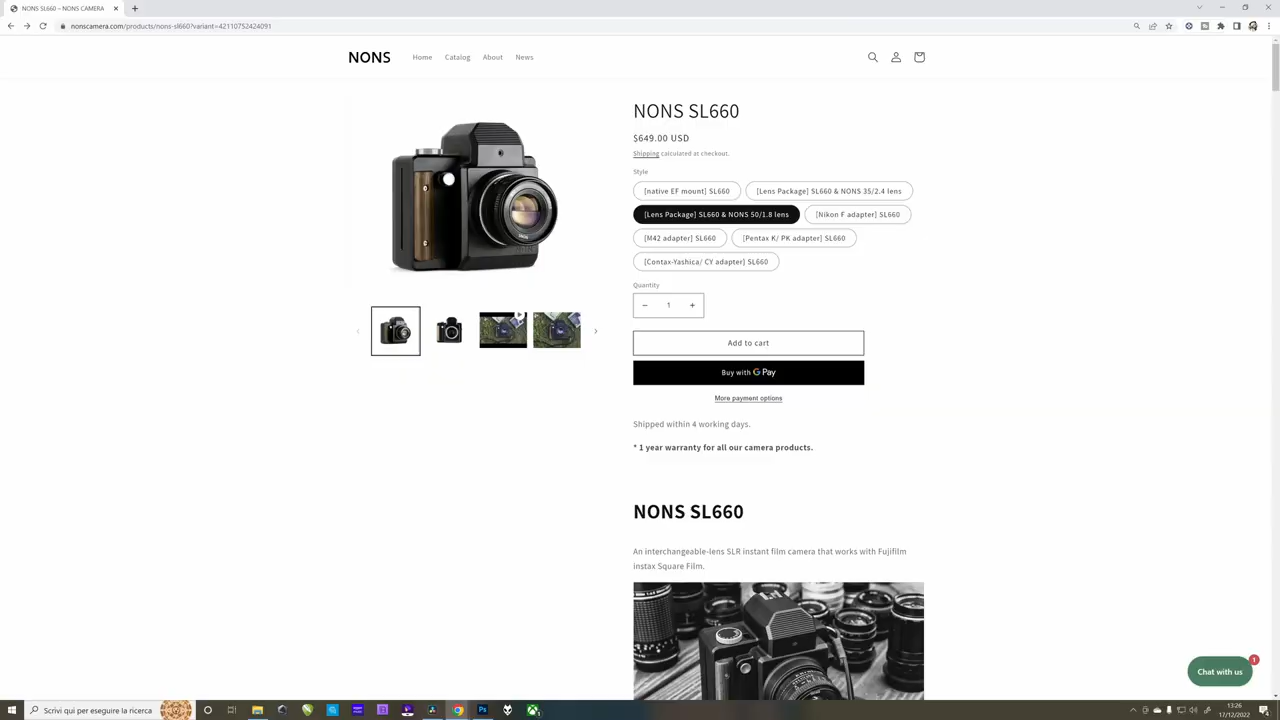 NONS SL660 – NONS CAMERA
nonscamera.com/products/nons-sl660?variant=42110752424091
NONS
Home
Catalog
About
News
NONS SL660
$649.00 USD
Shipping calculated at checkout.
Style
[native EF mount] SL660
[Lens Package] SL660 & NONS 35/2.4 lens
[Lens Package] SL660 & NONS 50/1.8 lens
[Nikon F adapter] SL660
[M42 adapter] SL660
[Pentax K/ PK adapter] SL660
[Contax-Yashica/ CY adapter] SL660
Quantity
− 1 +
Add to cart
Buy with G Pay
More payment options
Shipped within 4 working days.
* 1 year warranty for all our camera products.
NONS SL660
An interchangeable-lens SLR instant film camera that works with Fujifilm
instax Square Film.
1
Chat with us
Scrivi qui per eseguire la ricerca
13:26
17/12/2022